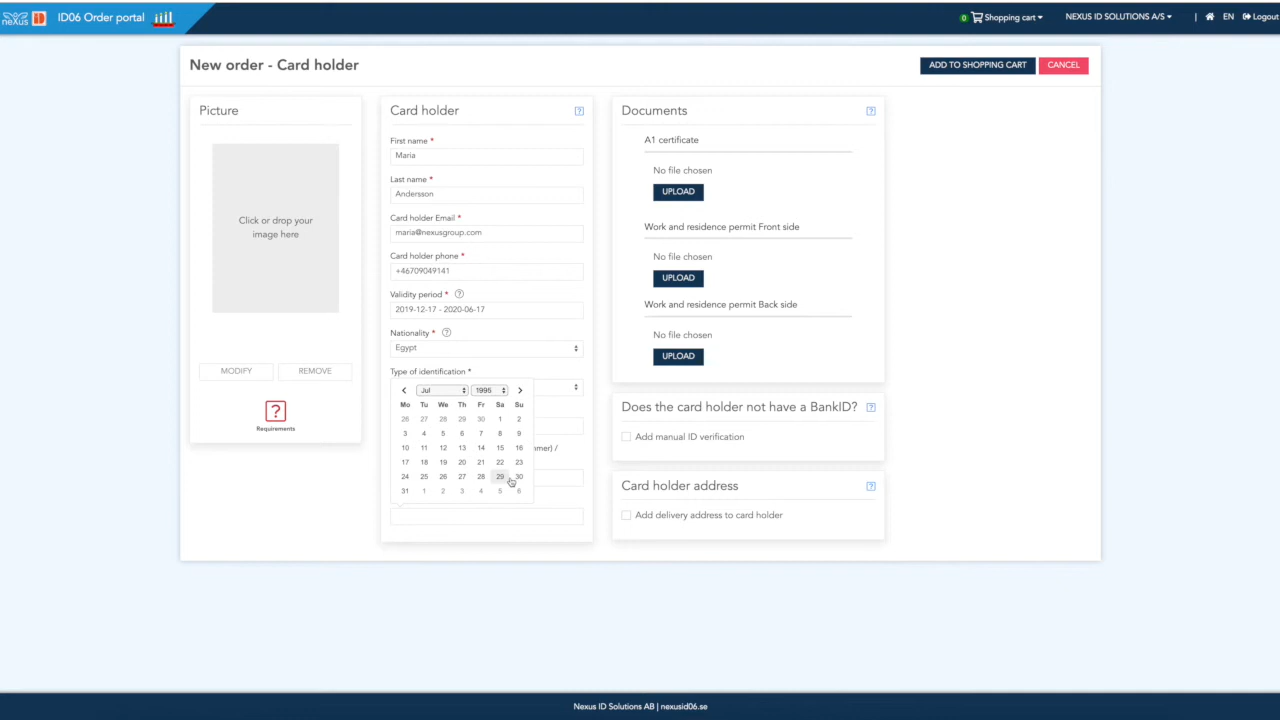 neXus iD ID06 Order portal
0 Shopping cart NEXUS ID SOLUTIONS A/S | EN Logout
New order - Card holder
ADD TO SHOPPING CART CANCEL
Picture
Click or drop your
image here
MODIFY REMOVE
?
Requirements
Card holder ?
First name *
Maria
Last name *
Andersson
Card holder Email *
maria@nexusgroup.com
Card holder phone *
+46709049141
Validity period * ?
2019-12-17 - 2020-06-17
Nationality * ?
Egypt
Type of identification *
Jul 1995
Mo Tu We Th Fr Sa Su
26 27 28 29 30 1 2
3 4 5 6 7 8 9
10 11 12 13 14 15 16
17 18 19 20 21 22 23
24 25 26 27 28 29 30
31 1 2 3 4 5 6
mmer) /
Documents ?
A1 certificate
No file chosen
UPLOAD
Work and residence permit Front side
No file chosen
UPLOAD
Work and residence permit Back side
No file chosen
UPLOAD
Does the card holder not have a BankID? ?
Add manual ID verification
Card holder address ?
Add delivery address to card holder
Nexus ID Solutions AB | nexusid06.se